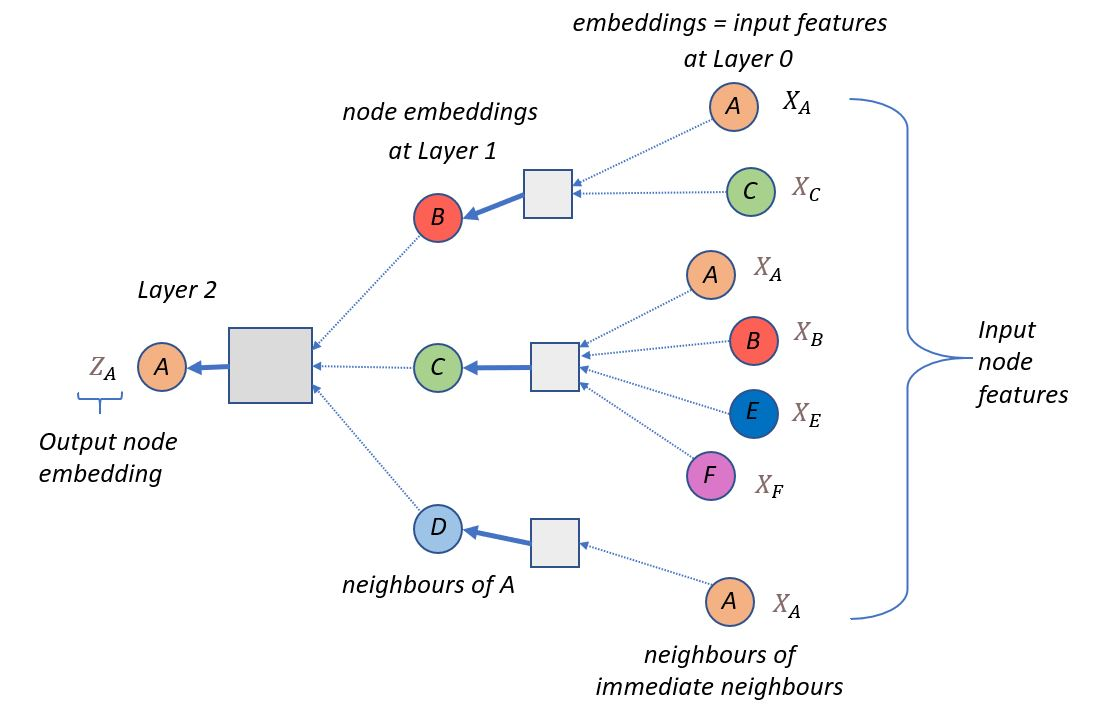 embeddings = input features
at Layer 0
A
X_A
node embeddings
at Layer 1
C
X_C
B
A
X_A
Layer 2
B
X_B
Input
node
features
Z_A
A
C
E
X_E
Output node
embedding
F
X_F
D
neighbours of A
A
X_A
neighbours of
immediate neighbours